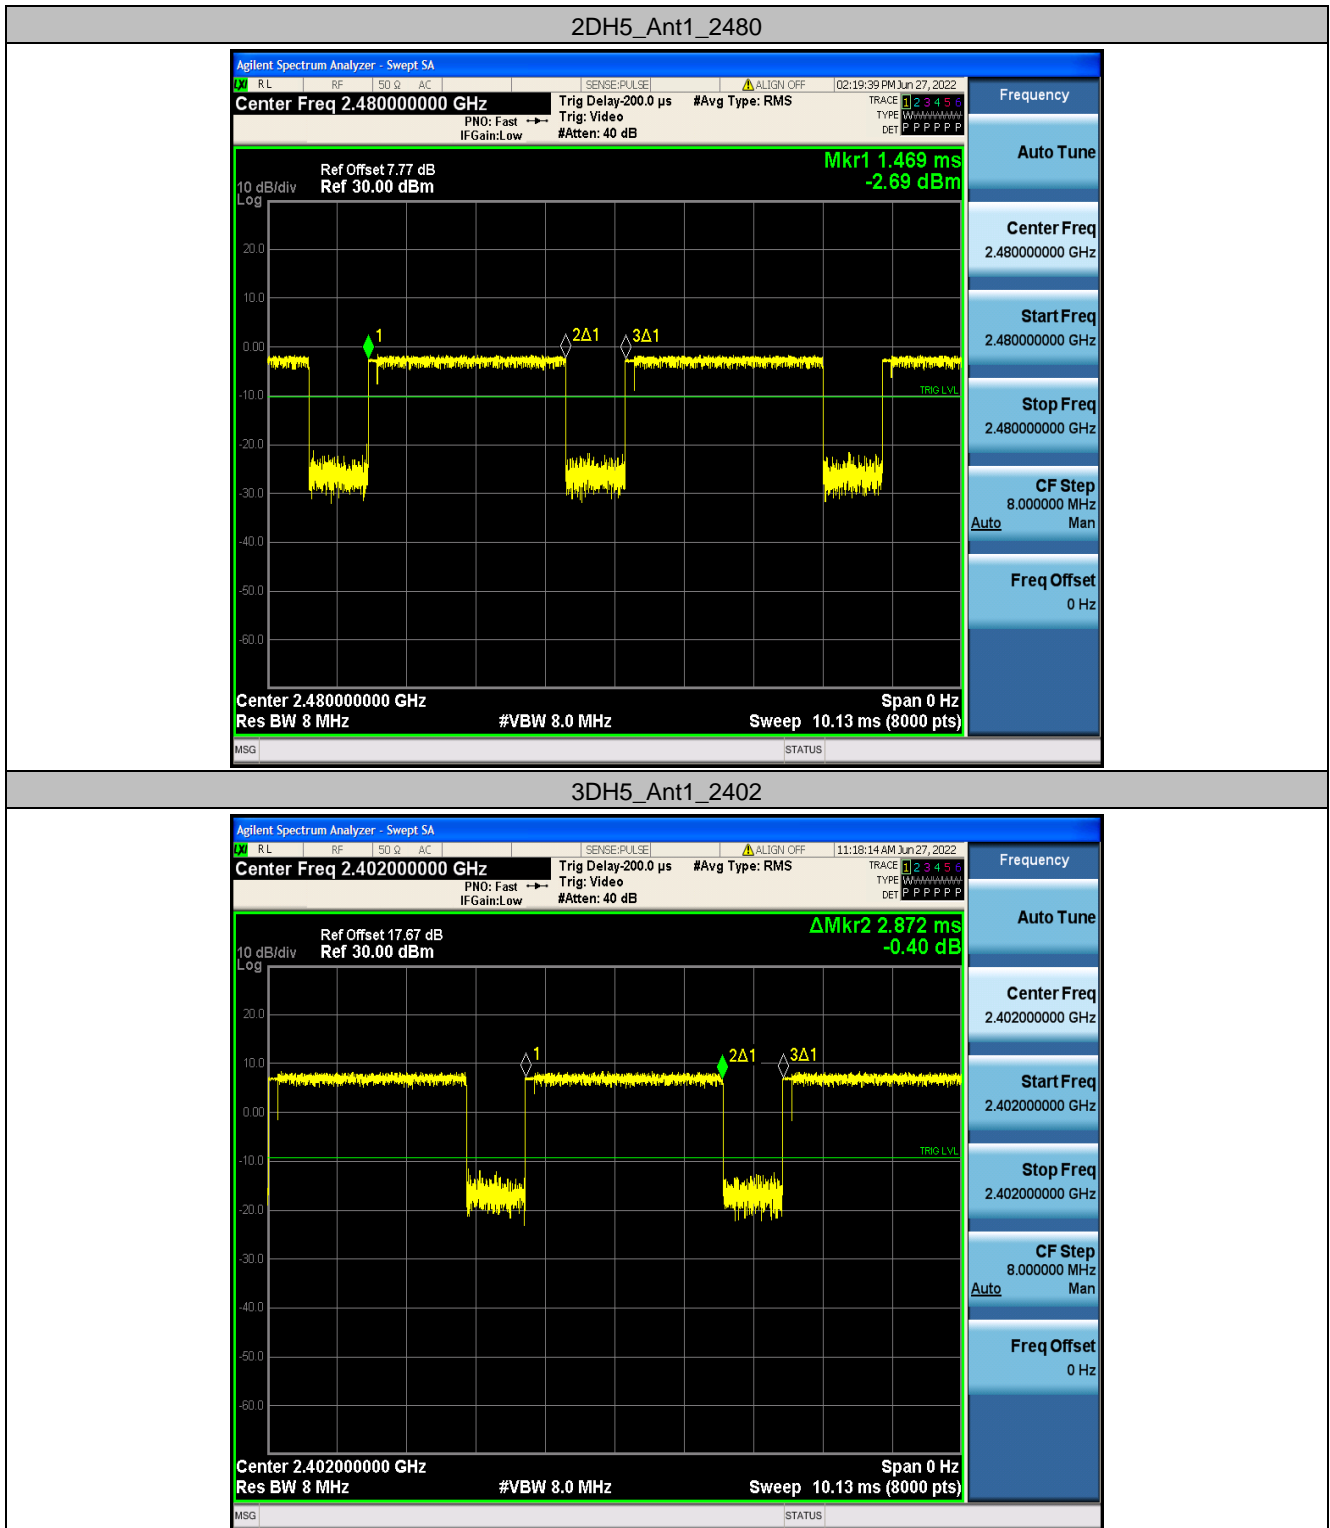 2DH5_Ant1_2480
Agilent Spectrum Analyzer - Swept SA
LXI RL RF 50 Ω AC SENSE:PULSE ALIGN OFF 02:19:39 PM Jun 27, 2022
Center Freq 2.480000000 GHz
PNO: Fast
IFGain:Low
Trig Delay-200.0 µs
Trig: Video
#Atten: 40 dB
#Avg Type: RMS
TRACE 1 2 3 4 5 6
TYPE WWWWWW
DET P P P P P P
Mkr1 1.469 ms
-2.69 dBm
Ref Offset 7.77 dB
10 dB/div Ref 30.00 dBm
Log
20.0
10.0
0.00
-10.0
-20.0
-30.0
-40.0
-50.0
-60.0
1
2Δ1
3Δ1
TRIG LVL
Center 2.480000000 GHz Span 0 Hz
Res BW 8 MHz #VBW 8.0 MHz Sweep 10.13 ms (8000 pts)
MSG STATUS
Frequency
Auto Tune
Center Freq
2.480000000 GHz
Start Freq
2.480000000 GHz
Stop Freq
2.480000000 GHz
CF Step
8.000000 MHz
Auto Man
Freq Offset
0 Hz
3DH5_Ant1_2402
Agilent Spectrum Analyzer - Swept SA
LXI RL RF 50 Ω AC SENSE:PULSE ALIGN OFF 11:18:14 AM Jun 27, 2022
Center Freq 2.402000000 GHz
PNO: Fast
IFGain:Low
Trig Delay-200.0 µs
Trig: Video
#Atten: 40 dB
#Avg Type: RMS
TRACE 1 2 3 4 5 6
TYPE WWWWWW
DET P P P P P P
ΔMkr2 2.872 ms
-0.40 dB
Ref Offset 17.67 dB
10 dB/div Ref 30.00 dBm
Log
20.0
10.0
0.00
-10.0
-20.0
-30.0
-40.0
-50.0
-60.0
1
2Δ1
3Δ1
TRIG LVL
Center 2.402000000 GHz Span 0 Hz
Res BW 8 MHz #VBW 8.0 MHz Sweep 10.13 ms (8000 pts)
MSG STATUS
Frequency
Auto Tune
Center Freq
2.402000000 GHz
Start Freq
2.402000000 GHz
Stop Freq
2.402000000 GHz
CF Step
8.000000 MHz
Auto Man
Freq Offset
0 Hz